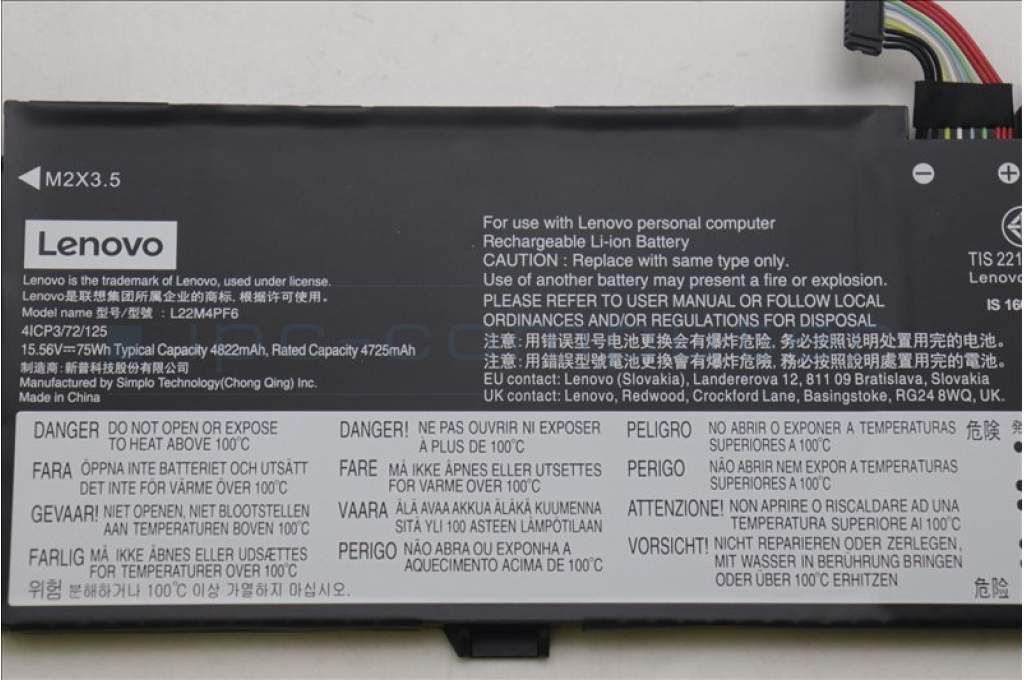 M2X3.5
Lenovo
Lenovo is the trademark of Lenovo, used under license.
Lenovo是联想集团所属企业的商标, 根据许可使用。
Model name 型号/型號 : L22M4PF6
4ICP3/72/125
15.56V⎓75Wh Typical Capacity 4822mAh, Rated Capacity 4725mAh
制造商: 新普科技股份有限公司
Manufactured by Simplo Technology(Chong Qing) Inc.
Made in China
For use with Lenovo personal computer
Rechargeable Li-ion Battery
CAUTION : Replace with same type only.
Use of another battery may present a fire or explosion.
PLEASE REFER TO USER MANUAL OR FOLLOW LOCAL
ORDINANCES AND/OR REGULATIONS FOR DISPOSAL
注意: 用错误型号电池更换会有爆炸危险, 务必按照说明处置用完的电池。
注意: 用錯誤型號電池更換會有爆炸危險, 務必按照說明處置用完的電池。
EU contact: Lenovo (Slovakia), Landererova 12, 811 09 Bratislava, Slovakia
UK contact: Lenovo, Redwood, Crockford Lane, Basingstoke, RG24 8WQ, UK.
− +
TIS 221
Lenovo
IS 160
DANGER DO NOT OPEN OR EXPOSE
TO HEAT ABOVE 100°C
FARA ÖPPNA INTE BATTERIET OCH UTSÄTT
DET INTE FÖR VÄRME ÖVER 100°C
GEVAAR! NIET OPENEN, NIET BLOOTSTELLEN
AAN TEMPERATUREN BOVEN 100°C
FARLIG MÅ IKKE ÅBNES ELLER UDSÆTTES
FOR TEMPERATURER OVER 100°C
위험 분해하거나 100°C 이상 가열하지 마십시오.
DANGER! NE PAS OUVRIR NI EXPOSER
À PLUS DE 100°C
FARE MÅ IKKE ÅPNES ELLER UTSETTES
FOR VARME OVER 100°C
VAARA ÄLÄ AVAA AKKUA ÄLÄKÄ KUUMENNA
SITÄ YLI 100 ASTEEN LÄMPÖTILAAN
PERIGO NÃO ABRA OU EXPONHA A
AQUECIMENTO ACIMA DE 100°C
PELIGRO NO ABRIR O EXPONER A TEMPERATURAS
SUPERIORES A 100°C
PERIGO NÃO ABRIR NEM EXPOR A TEMPERATURAS
SUPERIORES A 100°C
ATTENZIONE! NON APRIRE O RISCALDARE AD UNA
TEMPERATURA SUPERIORE AI 100°C
VORSICHT! NICHT REPARIEREN ODER ZERLEGEN,
MIT WASSER IN BERÜHRUNG BRINGEN
ODER ÜBER 100°C ERHITZEN
危険
危险